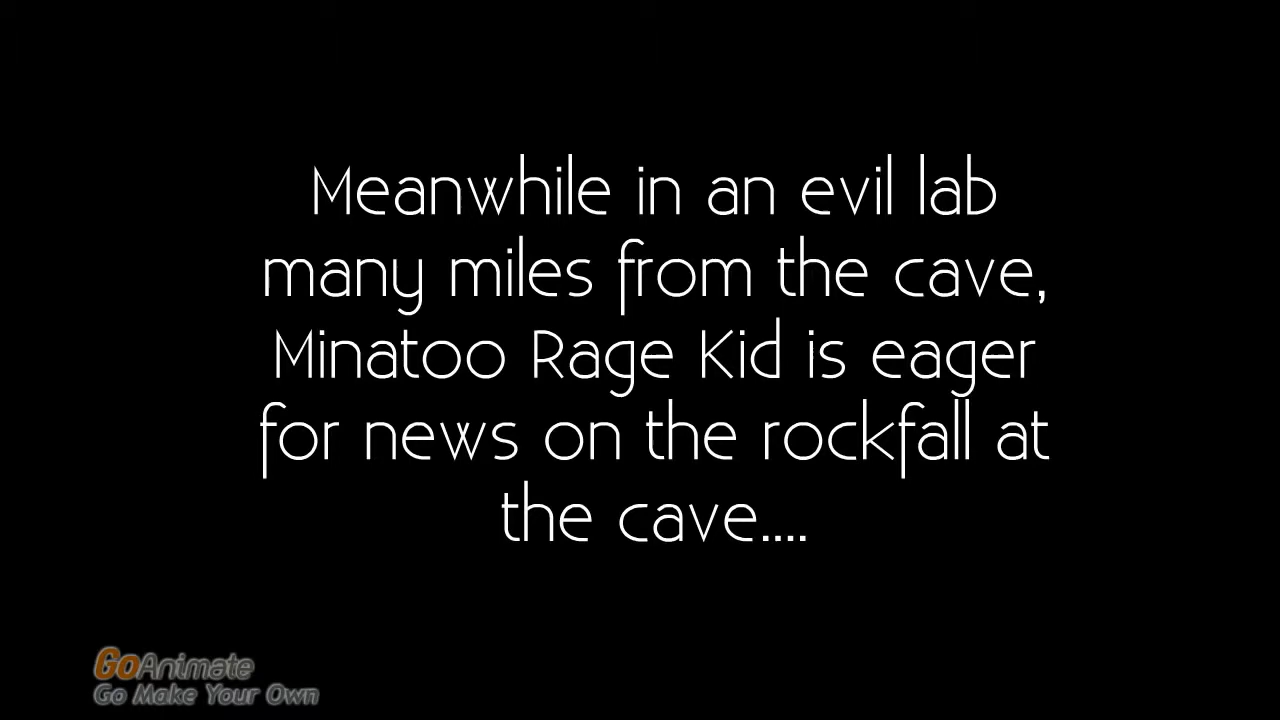 Meanwhile in an evil lab
many miles from the cave,
Minatoo Rage Kid is eager
for news on the rockfall at
the cave....
GoAnimate
Go Make Your Own